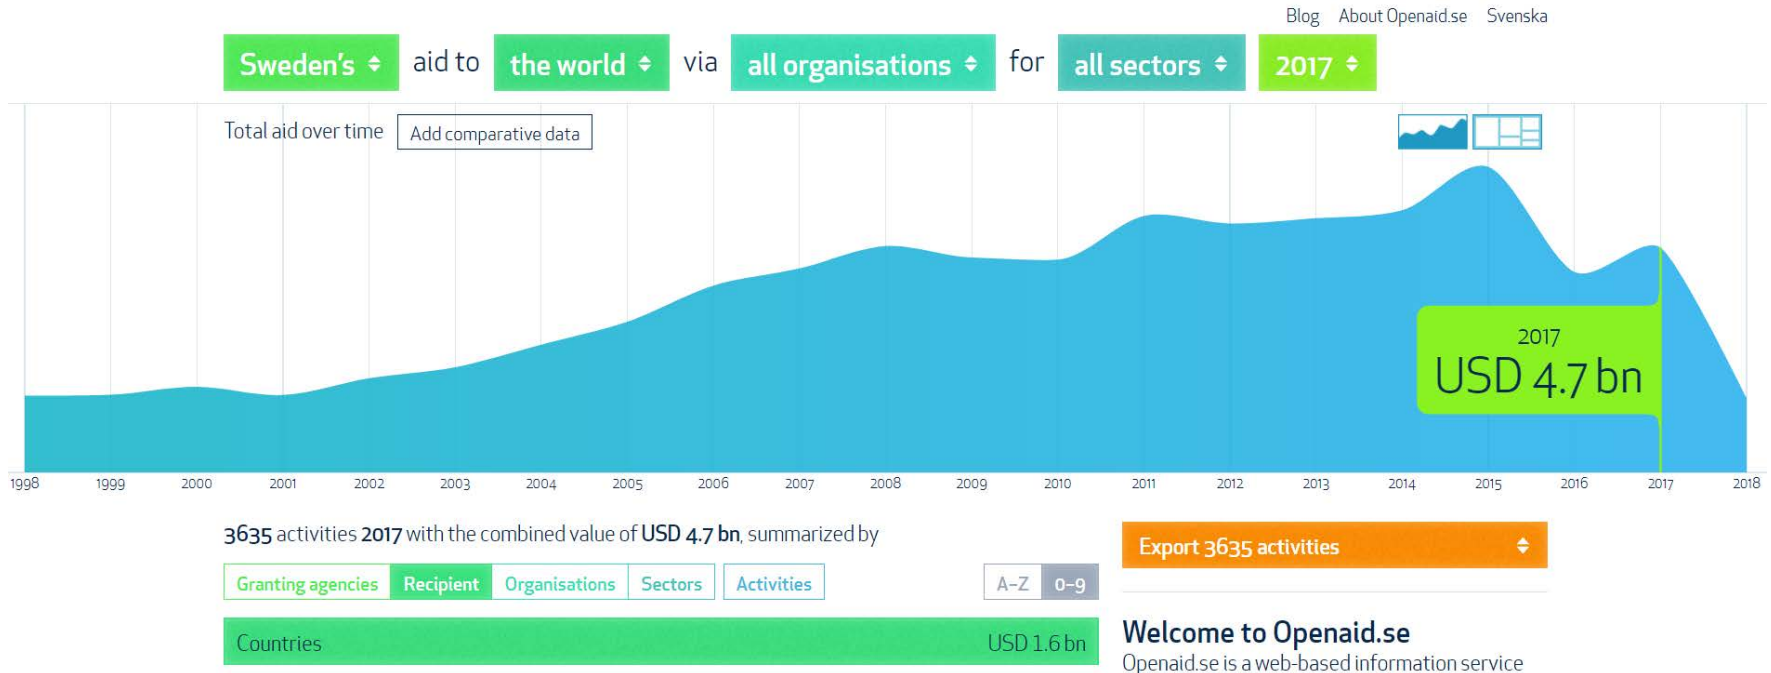 Blog About Openaid.se Svenska
Sweden's aid to the world via all organisations for all sectors 2017
Total aid over time Add comparative data
2017
USD 4.7 bn
1998 1999 2000 2001 2002 2003 2004 2005 2006 2007 2008 2009 2010 2011 2012 2013 2014 2015 2016 2017 2018
3635 activities 2017 with the combined value of USD 4.7 bn, summarized by
Export 3635 activities
Granting agencies Recipient Organisations Sectors Activities A–Z 0–9
Countries USD 1.6 bn
Welcome to Openaid.se
Openaid.se is a web-based information service